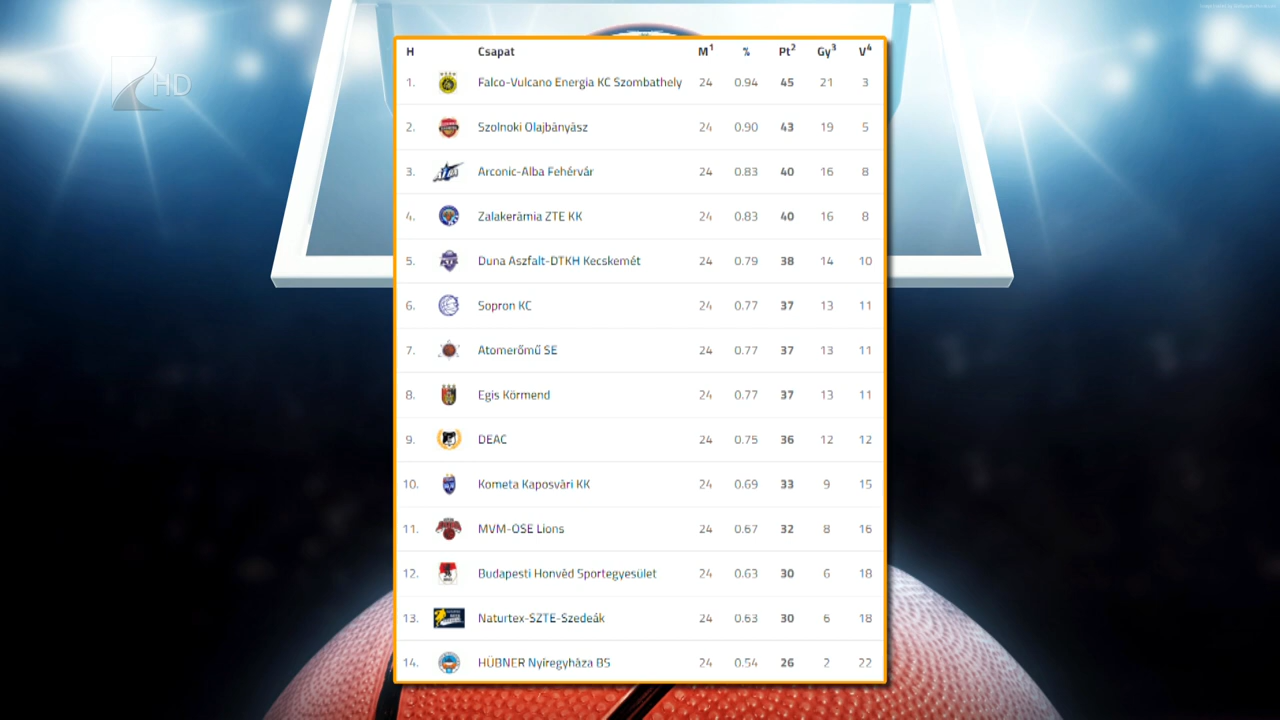 HD
H Csapat M¹ % Pt² Gy³ V⁴
1. Falco-Vulcano Energia KC Szombathely 24 0.94 45 21 3
2. Szolnoki Olajbányász 24 0.90 43 19 5
3. Arconic-Alba Fehérvár 24 0.83 40 16 8
4. Zalakerámia ZTE KK 24 0.83 40 16 8
5. Duna Aszfalt-DTKH Kecskemét 24 0.79 38 14 10
6. Sopron KC 24 0.77 37 13 11
7. Atomerőmű SE 24 0.77 37 13 11
8. Egis Körmend 24 0.77 37 13 11
9. DEAC 24 0.75 36 12 12
10. Kometa Kaposvári KK 24 0.69 33 9 15
11. MVM-OSE Lions 24 0.67 32 8 16
12. Budapesti Honvéd Sportegyesület 24 0.63 30 6 18
13. Naturtex-SZTE-Szedeák 24 0.63 30 6 18
14. HÜBNER Nyíregyháza BS 24 0.54 26 2 22